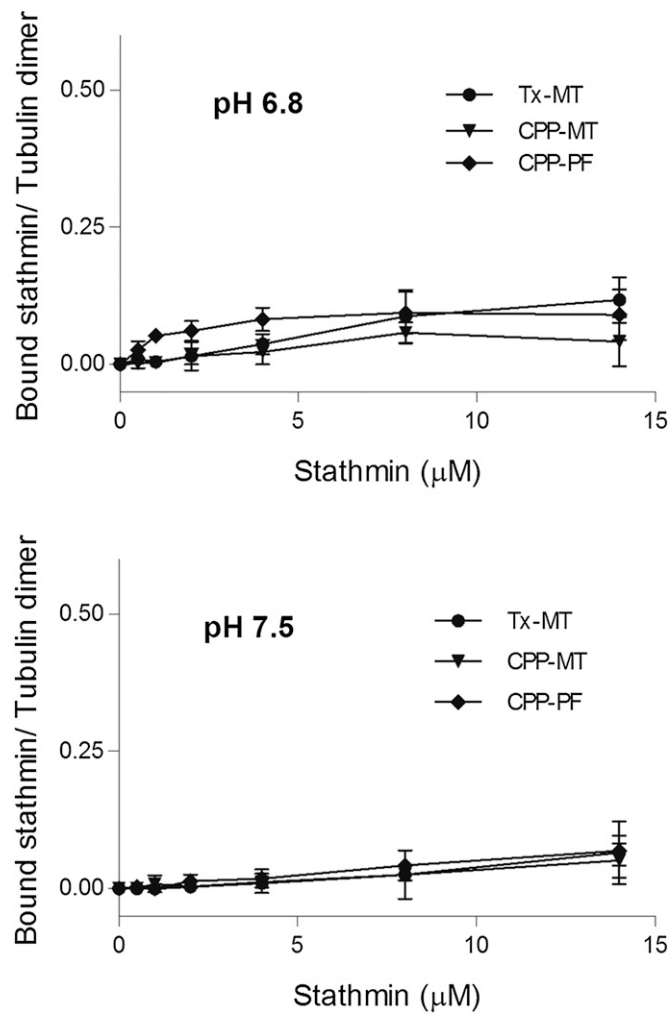 0.50
pH 6.8
Tx-MT
CPP-MT
CPP-PF
0.25
0.00
Bound stathmin/ Tubulin dimer
0 5 10 15
Stathmin (μM)
0.50
pH 7.5
Tx-MT
CPP-MT
CPP-PF
0.25
0.00
Bound stathmin/ Tubulin dimer
0 5 10 15
Stathmin (μM)